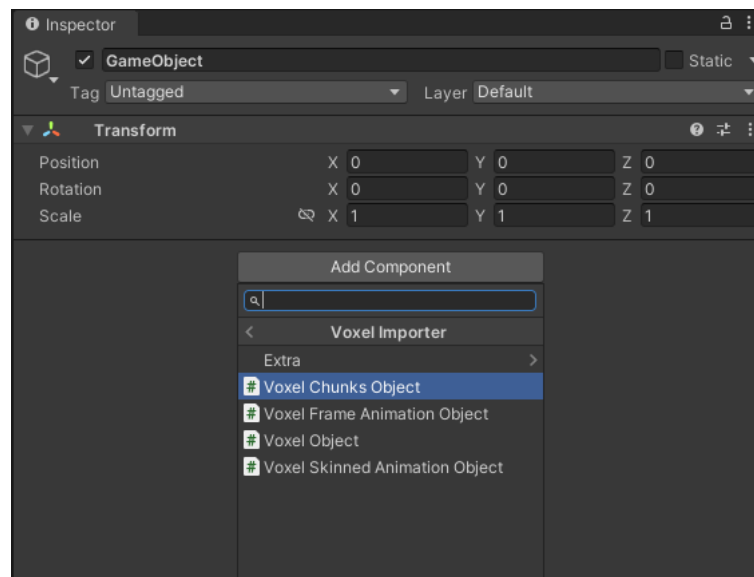 Inspector
GameObject Static
Tag Untagged Layer Default
Transform
Position X 0 Y 0 Z 0
Rotation X 0 Y 0 Z 0
Scale X 1 Y 1 Z 1
Add Component
Voxel Importer
Extra
# Voxel Chunks Object
# Voxel Frame Animation Object
# Voxel Object
# Voxel Skinned Animation Object